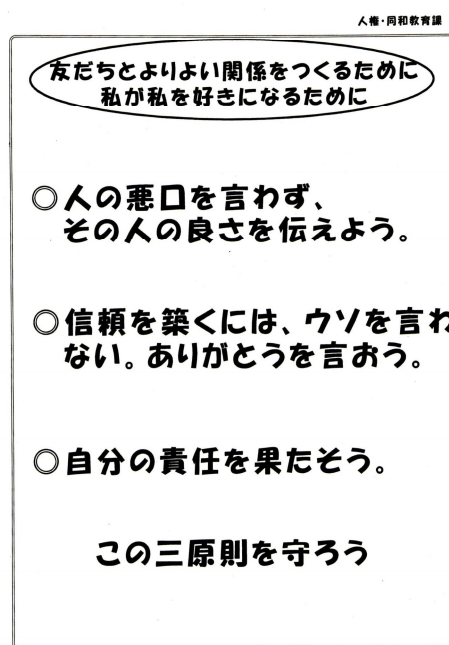 人権・同和教育課
友だちとよりよい関係をつくるために
私が私を好きになるために
◎人の悪口を言わず、
その人の良さを伝えよう。
◎信頼を築くには、ウソを言わ
ない。ありがとうを言おう。
◎自分の責任を果たそう。
この三原則を守ろう